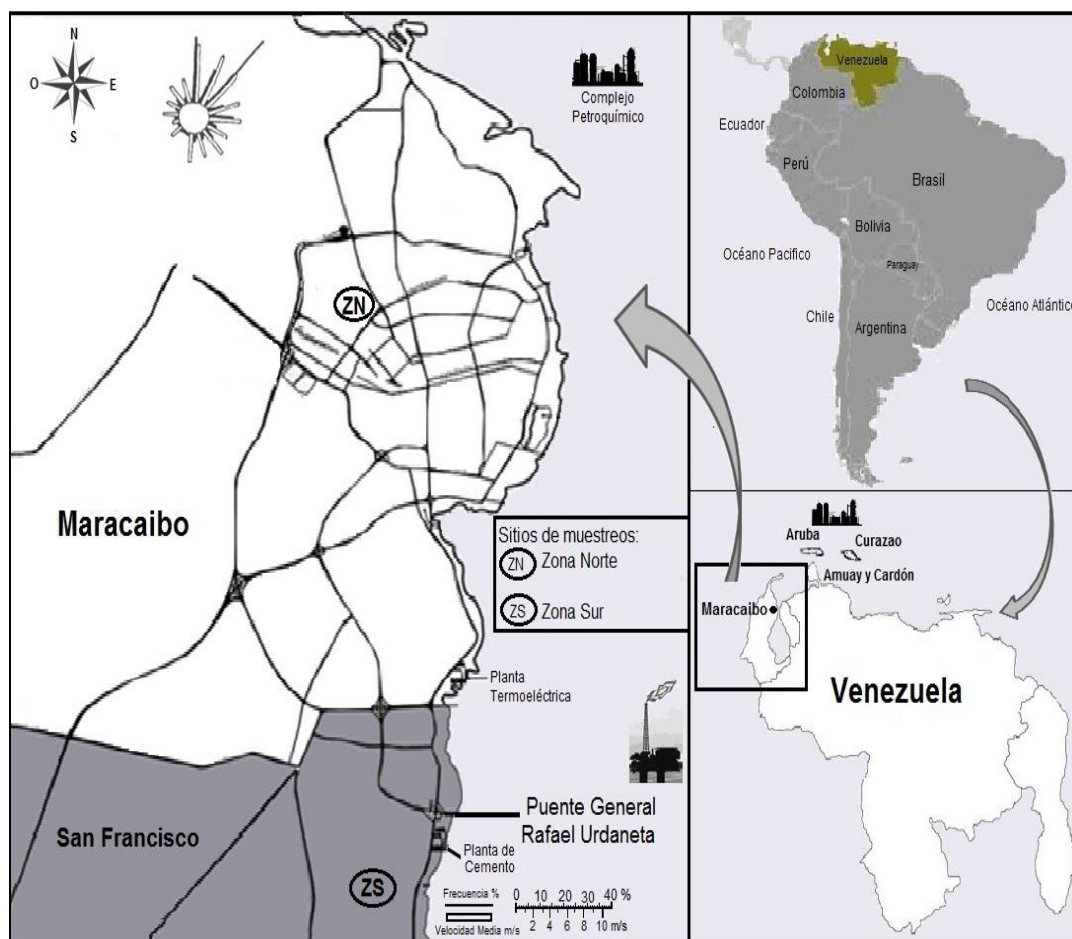 N
O
E
S
Complejo
Petroquímico
ZN
Maracaibo
Sitios de muestreos:
ZN Zona Norte
ZS Zona Sur
Planta
Termoeléctrica
San Francisco
Puente General
Rafael Urdaneta
Planta de
Cemento
ZS
Frecuencia %
Velocidad Media m/s
0 10 20 30 40 %
2 4 6 8 10 m/s
Venezuela
Colombia
Ecuador
Perú
Brasil
Bolivia
Océano Pacifico
Paraguay
Océano Atlántico
Chile
Argentina
Aruba
Curazao
Amuay y Cardón
Maracaibo
Venezuela